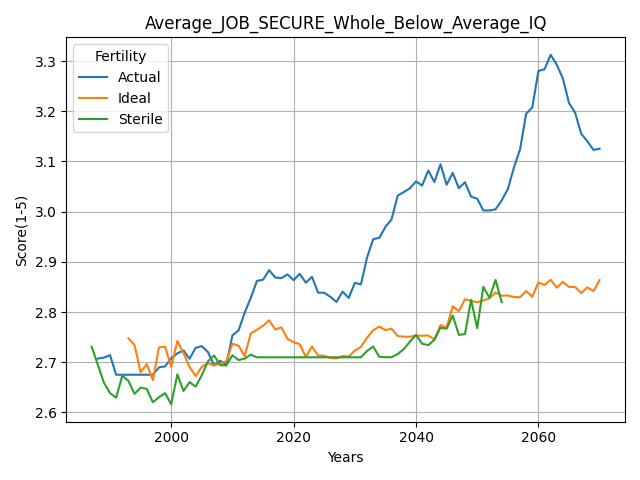 Average_JOB_SECURE_Whole_Below_Average_IQ
Fertility
Actual
Ideal
Sterile
Score(1-5)
3.3
3.2
3.1
3.0
2.9
2.8
2.7
2.6
2000
2020
2040
2060
Years